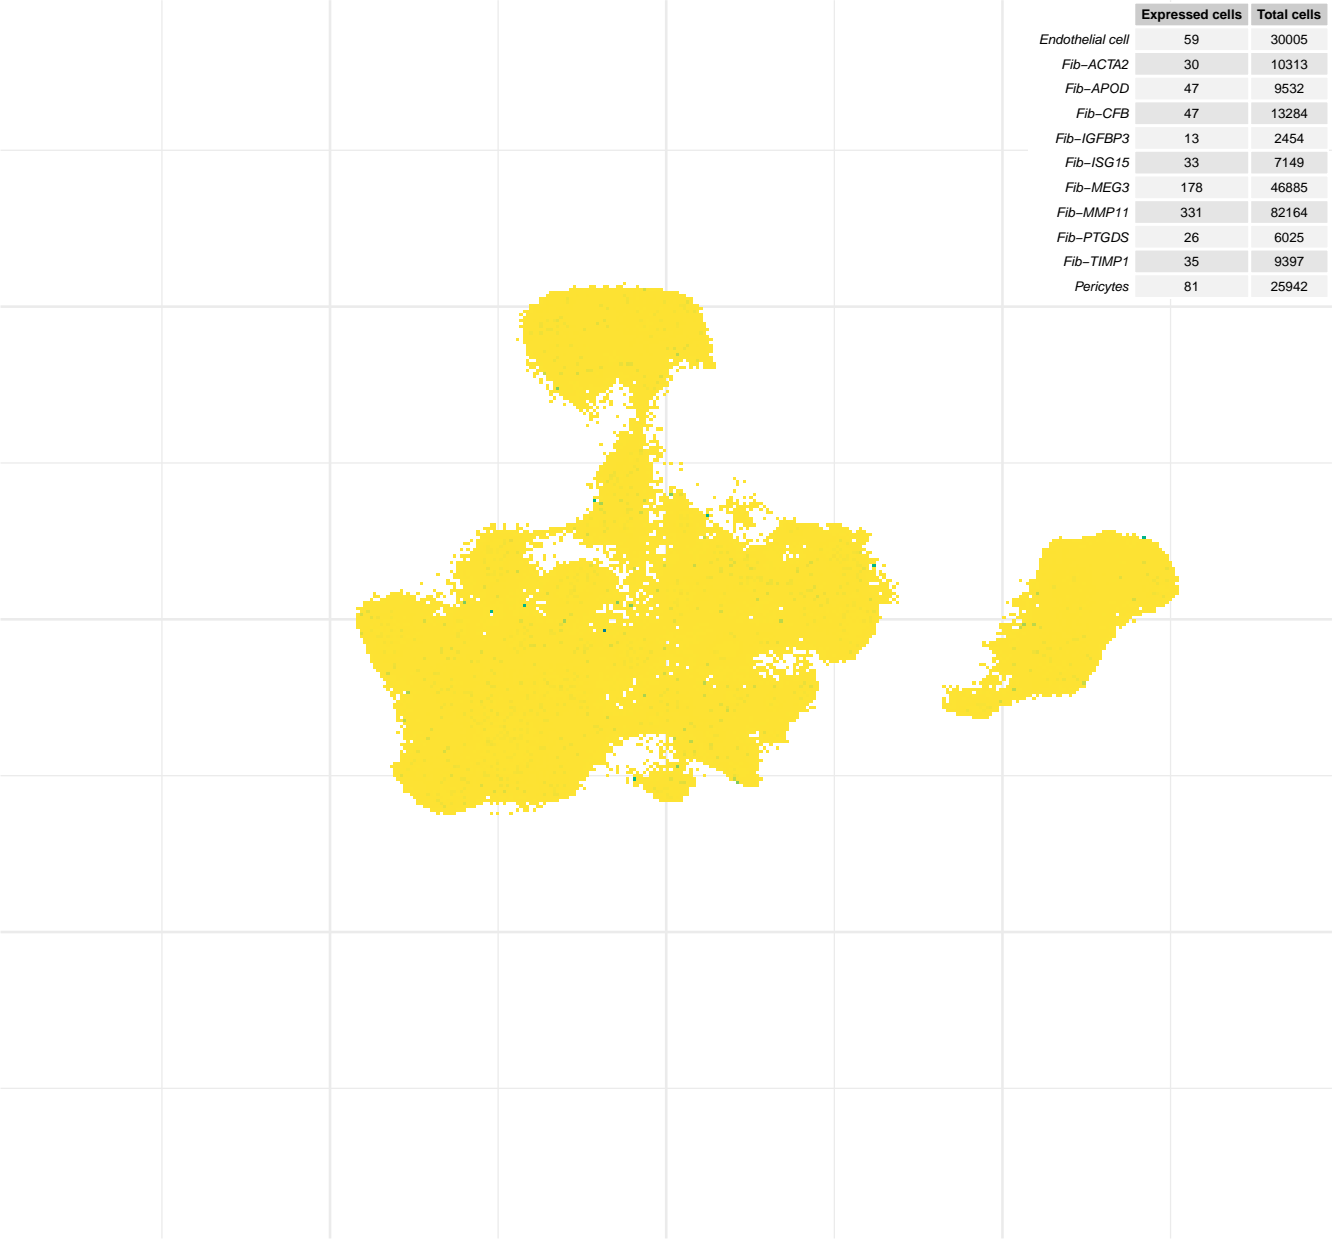 Expressed cells Total cells
Endothelial cell 59 30005
Fib−ACTA2 30 10313
Fib−APOD 47 9532
Fib−CFB 47 13284
Fib−IGFBP3 13 2454
Fib−ISG15 33 7149
Fib−MEG3 178 46885
Fib−MMP11 331 82164
Fib−PTGDS 26 6025
Fib−TIMP1 35 9397
Pericytes 81 25942